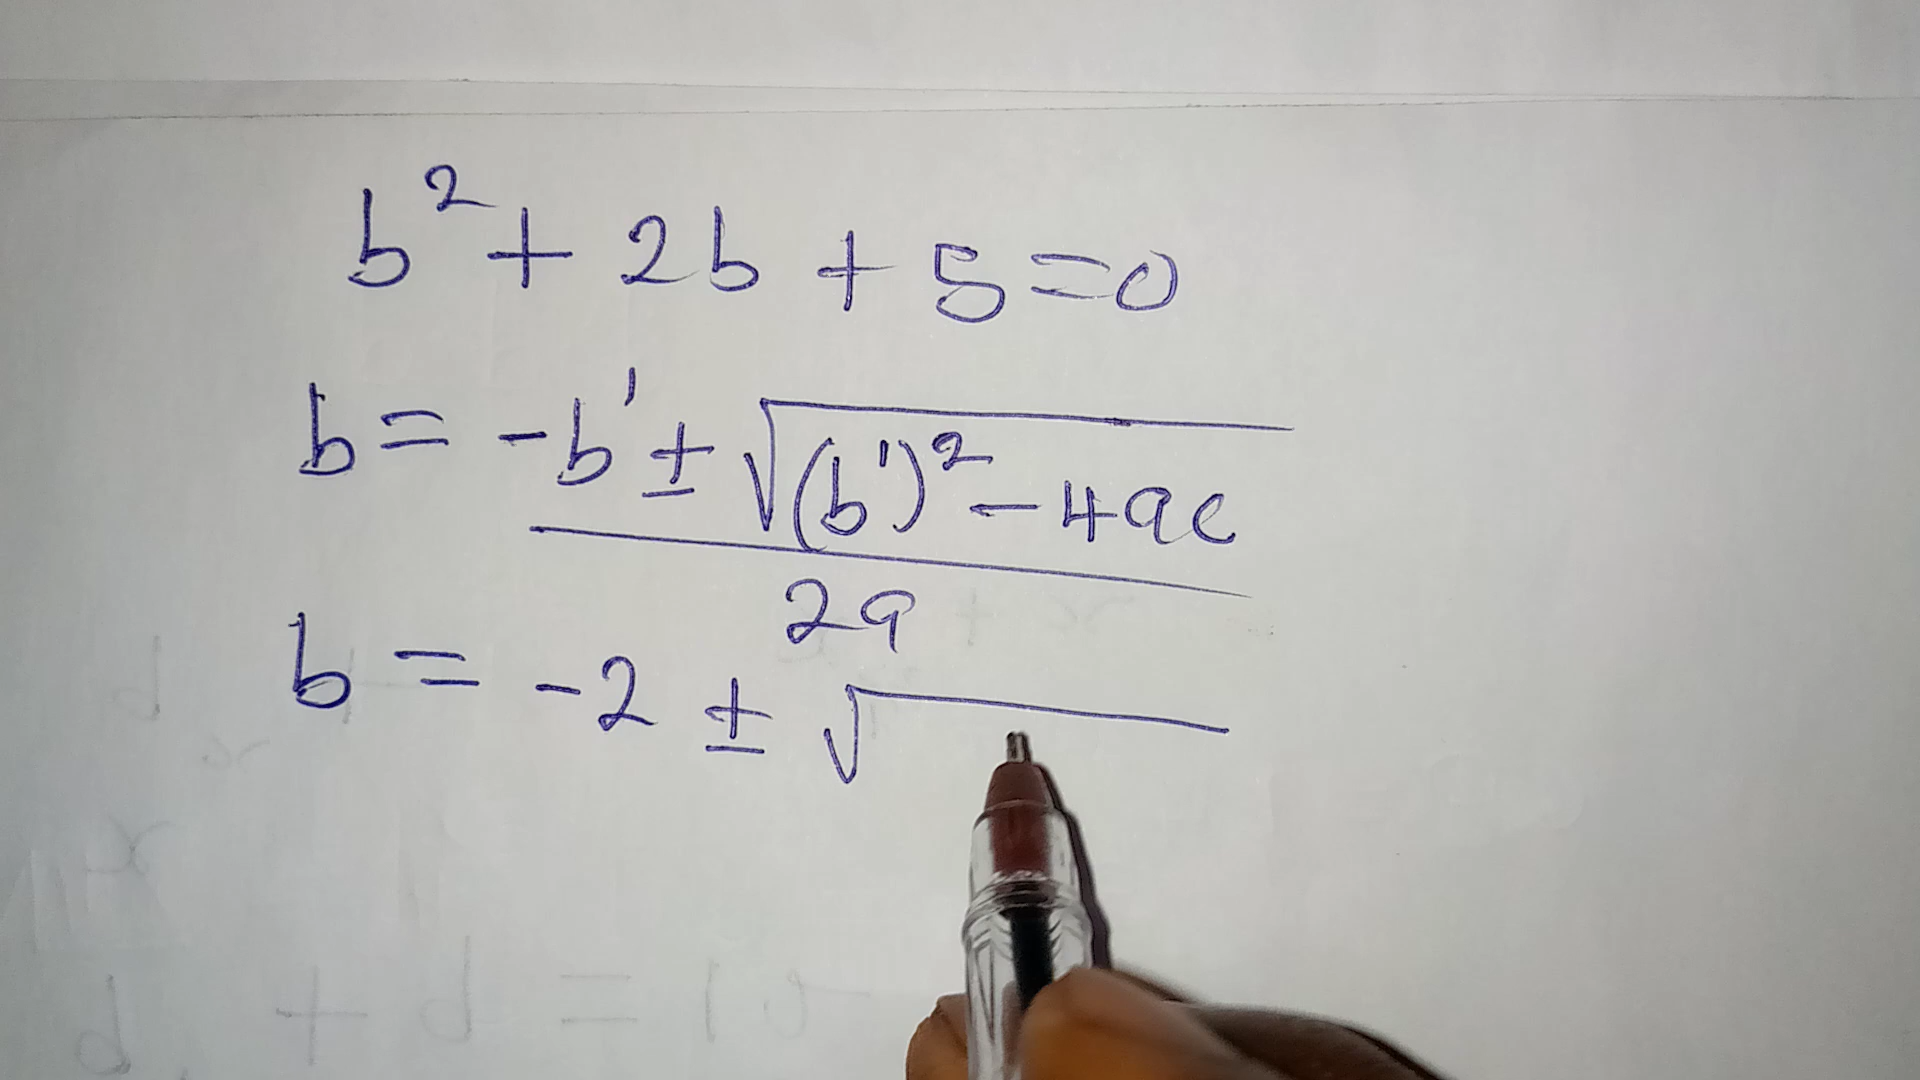 b² + 2b + 5 = 0
b = -b' ± √((b')² - 4ac)
2a
b = -2 ± √